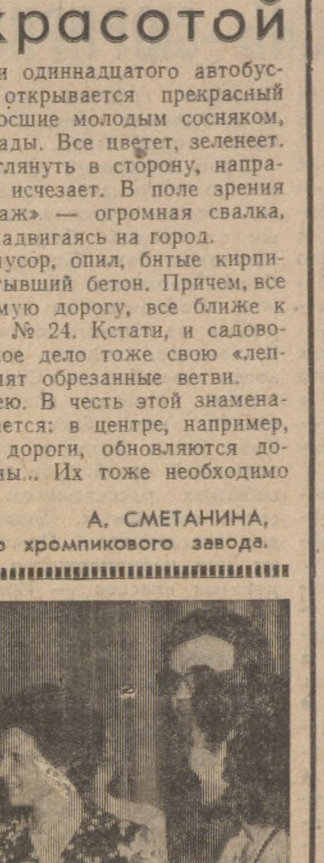 красотой
и одиннадцатого автобус-
открывается прекрасный
осшие молодым сосняком,
ады. Все цветет, зеленеет.
глянуть в сторону, напра-
исчезает. В поле зрения
аж» — огромная свалка,
адвигаясь на город.
усор, опил, битые кирпи-
ывший бетон. Причем, все
мую дорогу, все ближе к
№ 24. Кстати, и садово-
ое дело тоже свою «леп-
лят обрезанные ветви.
ею. В честь этой знамена-
ется: в центре, например,
дороги, обновляются до-
ны... Их тоже необходимо
А. СМЕТАНИНА,
о хромпикового завода.